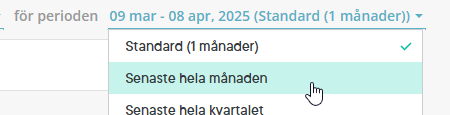 för perioden 09 mar - 08 apr, 2025 (Standard (1 månader))
Standard (1 månader)
Senaste hela månaden
Senaste hela kvartalet